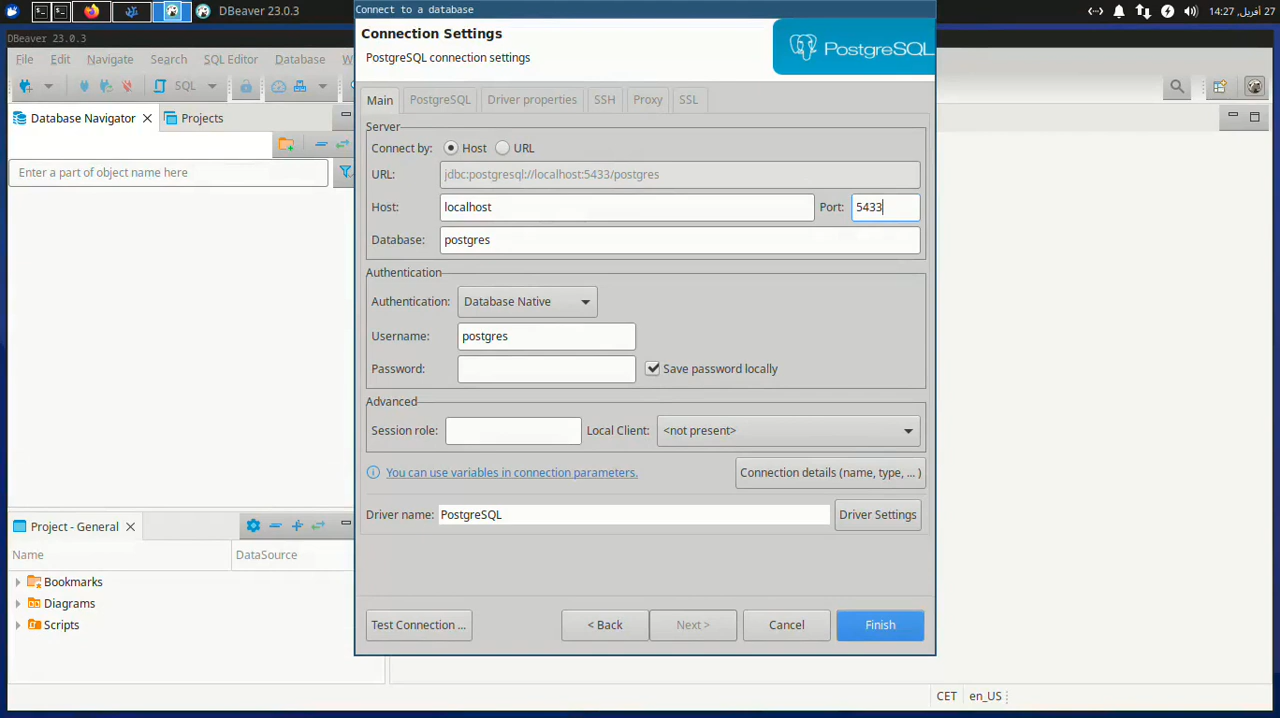 DBeaver 23.0.3
27 أفريل, 14:27
DBeaver 23.0.3
File Edit Navigate Search SQL Editor Database W
SQL
Database Navigator
Projects
Enter a part of object name here
Project - General
Name DataSource
Bookmarks
Diagrams
Scripts
Connect to a database
Connection Settings
PostgreSQL connection settings
PostgreSQL
Main PostgreSQL Driver properties SSH Proxy SSL
Server
Connect by: Host URL
URL: jdbc:postgresql://localhost:5433/postgres
Host: localhost Port: 5433
Database: postgres
Authentication
Authentication: Database Native
Username: postgres
Password: Save password locally
Advanced
Session role: Local Client: <not present>
You can use variables in connection parameters.
Connection details (name, type, ... )
Driver name: PostgreSQL Driver Settings
Test Connection ... < Back Next > Cancel Finish
CET en_US